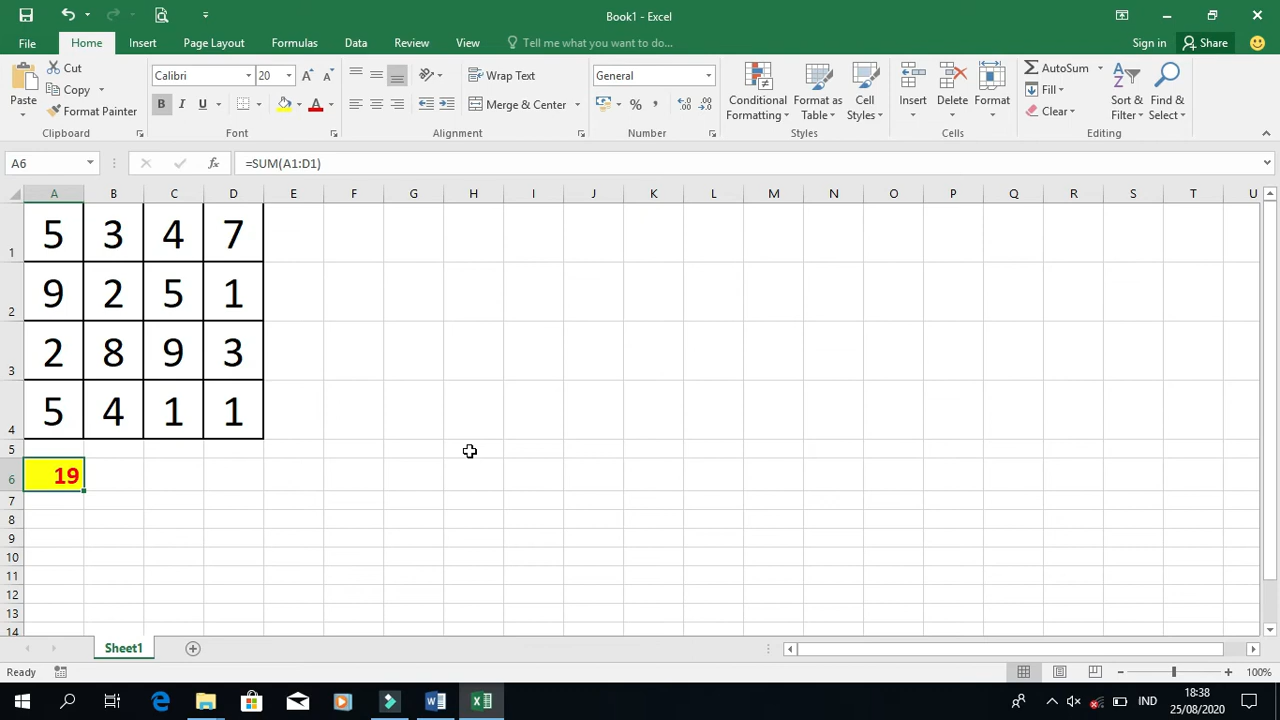 Book1 - Excel
File Home Insert Page Layout Formulas Data Review View Tell me what you want to do... Sign in Share
Paste Cut Copy Format Painter Clipboard
Calibri 20 A A B I U A Font
Wrap Text Merge & Center Alignment
General % , Number
Conditional Formatting Format as Table Cell Styles Styles
Insert Delete Format Cells
AutoSum Fill Clear Sort & Filter Find & Select Editing
A6 fx =SUM(A1:D1)
A B C D E F G H I J K L M N O P Q R S T U
1 5 3 4 7
2 9 2 5 1
3 2 8 9 3
4 5 4 1 1
5
6 19
7
8
9
10
11
12
13
14
Sheet1
Ready 100%
IND 18:38
25/08/2020